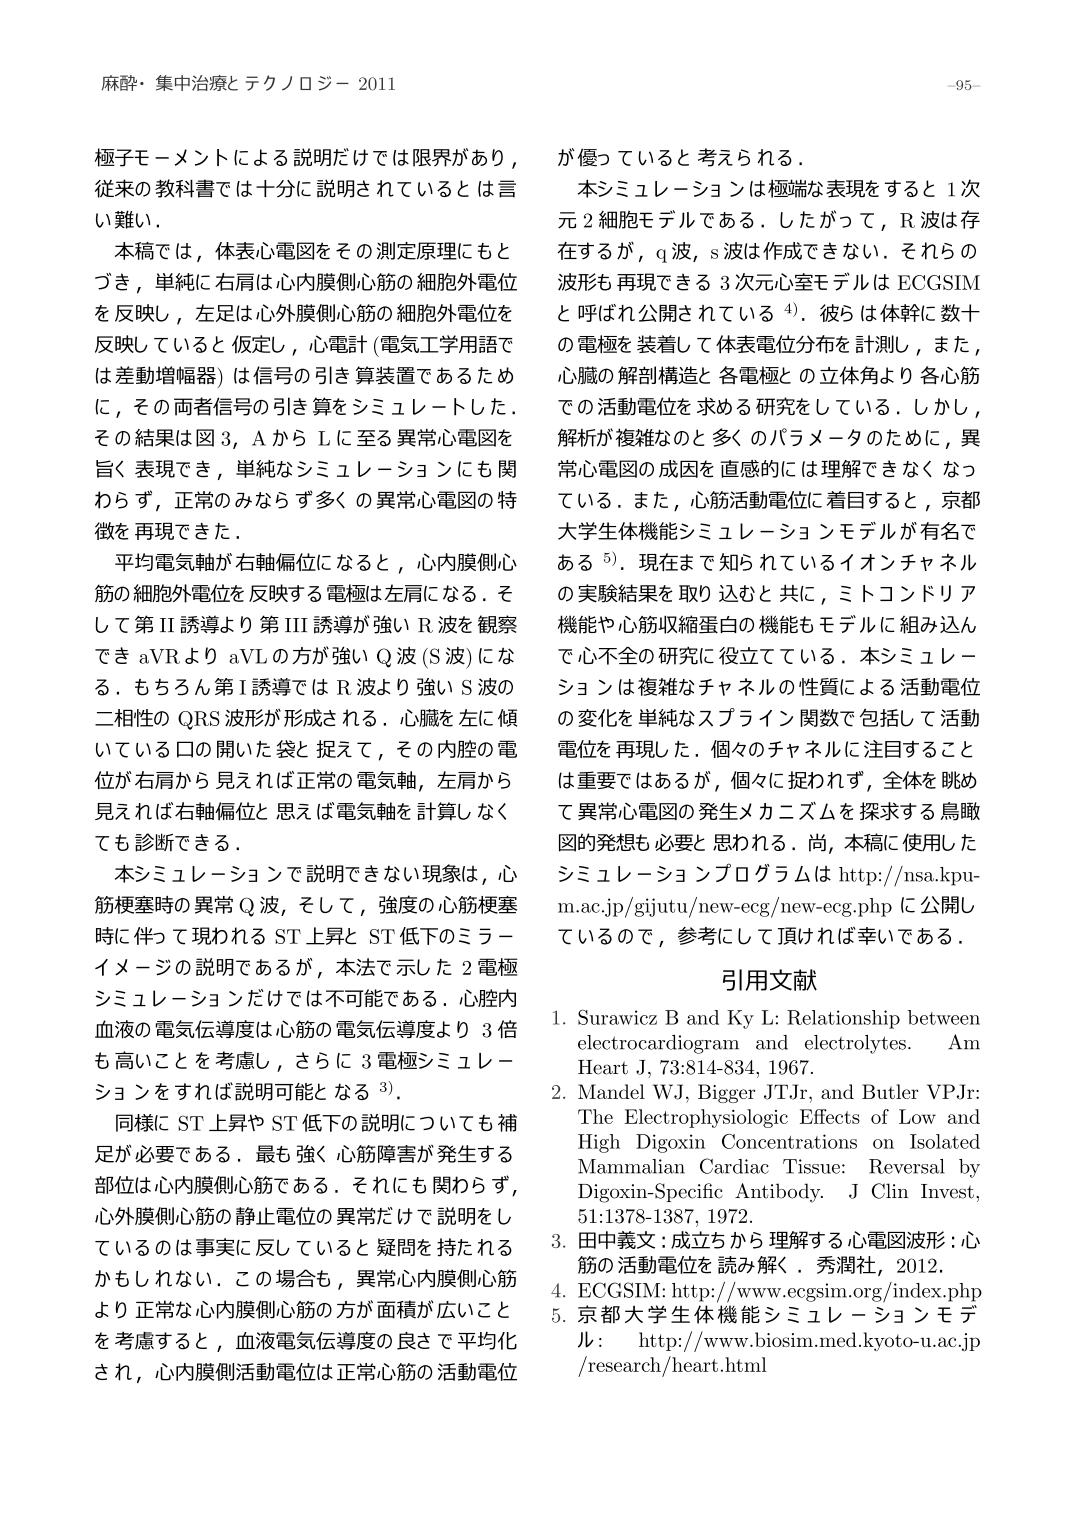 麻酔・集中治療とテクノロジー 2011
–95–
極子モーメントによる説明だけでは限界があり，
従来の教科書では十分に説明されているとは言
い難い．
本稿では，体表心電図をその測定原理にもと
づき，単純に右肩は心内膜側心筋の細胞外電位
を反映し，左足は心外膜側心筋の細胞外電位を
反映していると仮定し，心電計 (電気工学用語で
は差動増幅器) は信号の引き算装置であるため
に，その両者信号の引き算をシミュレートした．
その結果は図 3，A から L に至る異常心電図を
旨く表現でき，単純なシミュレーションにも関
わらず，正常のみならず多くの異常心電図の特
徴を再現できた．
平均電気軸が右軸偏位になると，心内膜側心
筋の細胞外電位を反映する電極は左肩になる．そ
して第 II 誘導より第 III 誘導が強い R 波を観察
でき aVR より aVL の方が強い Q 波 (S 波) にな
る．もちろん第 I 誘導では R 波より強い S 波の
二相性の QRS 波形が形成される．心臓を左に傾
いている口の開いた袋と捉えて，その内腔の電
位が右肩から見えれば正常の電気軸，左肩から
見えれば右軸偏位と思えば電気軸を計算しなく
ても診断できる．
本シミュレーションで説明できない現象は，心
筋梗塞時の異常 Q 波，そして，強度の心筋梗塞
時に伴って現われる ST 上昇と ST 低下のミラー
イメージの説明であるが，本法で示した 2 電極
シミュレーションだけでは不可能である．心腔内
血液の電気伝導度は心筋の電気伝導度より 3 倍
も高いことを考慮し，さらに 3 電極シミュレー
ションをすれば説明可能となる 3)．
同様に ST 上昇や ST 低下の説明についても補
足が必要である．最も強く心筋障害が発生する
部位は心内膜側心筋である．それにも関わらず，
心外膜側心筋の静止電位の異常だけで説明をし
ているのは事実に反していると疑問を持たれる
かもしれない．この場合も，異常心内膜側心筋
より正常な心内膜側心筋の方が面積が広いこと
を考慮すると，血液電気伝導度の良さで平均化
され，心内膜側活動電位は正常心筋の活動電位
が優っていると考えられる．
本シミュレーションは極端な表現をすると 1 次
元 2 細胞モデルである．したがって，R 波は存
在するが，q 波，s 波は作成できない．それらの
波形も再現できる 3 次元心室モデルは ECGSIM
と呼ばれ公開されている 4)．彼らは体幹に数十
の電極を装着して体表電位分布を計測し，また，
心臓の解剖構造と各電極との立体角より各心筋
での活動電位を求める研究をしている．しかし，
解析が複雑なのと多くのパラメータのために，異
常心電図の成因を直感的には理解できなくなっ
ている．また，心筋活動電位に着目すると，京都
大学生体機能シミュレーションモデルが有名で
ある 5)．現在まで知られているイオンチャネル
の実験結果を取り込むと共に，ミトコンドリア
機能や心筋収縮蛋白の機能もモデルに組み込ん
で心不全の研究に役立てている．本シミュレー
ションは複雑なチャネルの性質による活動電位
の変化を単純なスプライン関数で包括して活動
電位を再現した．個々のチャネルに注目すること
は重要ではあるが，個々に捉われず，全体を眺め
て異常心電図の発生メカニズムを探求する鳥瞰
図的発想も必要と思われる．尚，本稿に使用した
シミュレーションプログラムは http://nsa.kpu-
m.ac.jp/gijutu/new-ecg/new-ecg.php に公開し
ているので，参考にして頂ければ幸いである．
引用文献
1. Surawicz B and Ky L: Relationship between
electrocardiogram and electrolytes. Am
Heart J, 73:814-834, 1967.
2. Mandel WJ, Bigger JTJr, and Butler VPJr:
The Electrophysiologic Effects of Low and
High Digoxin Concentrations on Isolated
Mammalian Cardiac Tissue: Reversal by
Digoxin-Specific Antibody. J Clin Invest,
51:1378-1387, 1972.
3. 田中義文：成立ちから理解する心電図波形：心
筋の活動電位を読み解く．秀潤社，2012．
4. ECGSIM: http://www.ecgsim.org/index.php
5. 京都大学生体機能シミュレーションモデ
ル： http://www.biosim.med.kyoto-u.ac.jp
/research/heart.html